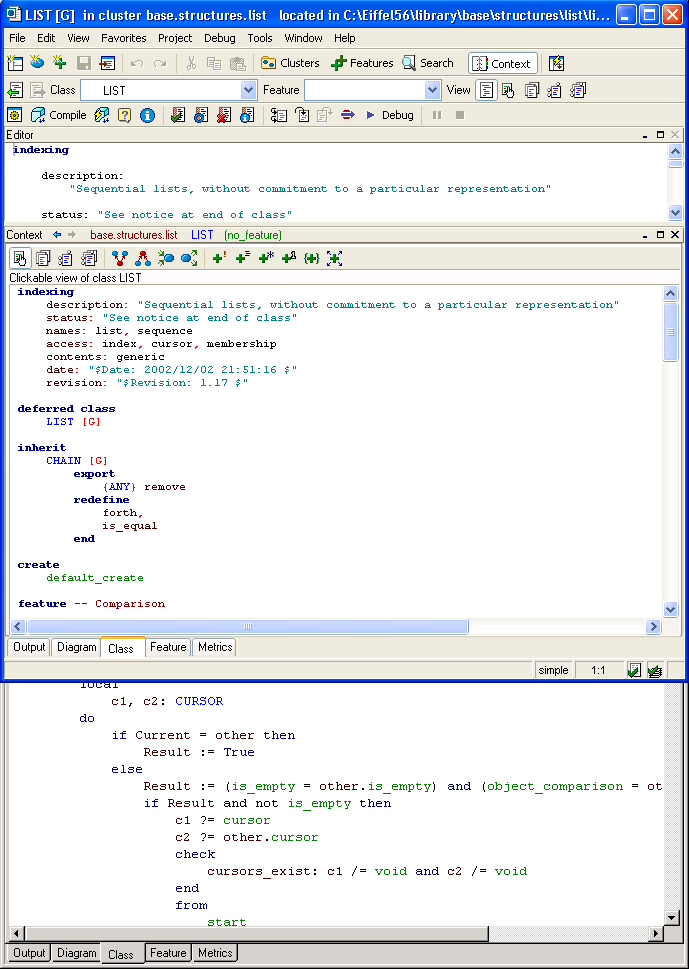 LIST [G]  in cluster base.structures.list   located in C:\Eiffel56\library\base\structures\list\li...
File Edit View Favorites Project Debug Tools Window Help
Clusters Features Search Context
Class LIST Feature View
Compile Debug
Editor
indexing
description:
"Sequential lists, without commitment to a particular representation"
status: "See notice at end of class"
Context base.structures.list LIST (no_feature)
Clickable view of class LIST
indexing
description: "Sequential lists, without commitment to a particular representation"
status: "See notice at end of class"
names: list, sequence
access: index, cursor, membership
contents: generic
date: "$Date: 2002/12/02 21:51:16 $"
revision: "$Revision: 1.17 $"
deferred class
LIST [G]
inherit
CHAIN [G]
export
{ANY} remove
redefine
forth,
is_equal
end
create
default_create
feature -- Comparison
Output Diagram Class Feature Metrics
simple 1:1
local
c1, c2: CURSOR
do
if Current = other then
Result := True
else
Result := (is_empty = other.is_empty) and (object_comparison = ot
if Result and not is_empty then
c1 ?= cursor
c2 ?= other.cursor
check
cursors_exist: c1 /= void and c2 /= void
end
from
start
Output Diagram Class Feature Metrics